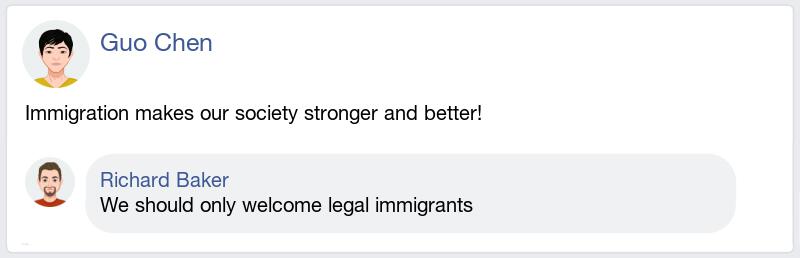 Guo Chen
Immigration makes our society stronger and better!
Richard Baker
We should only welcome legal immigrants